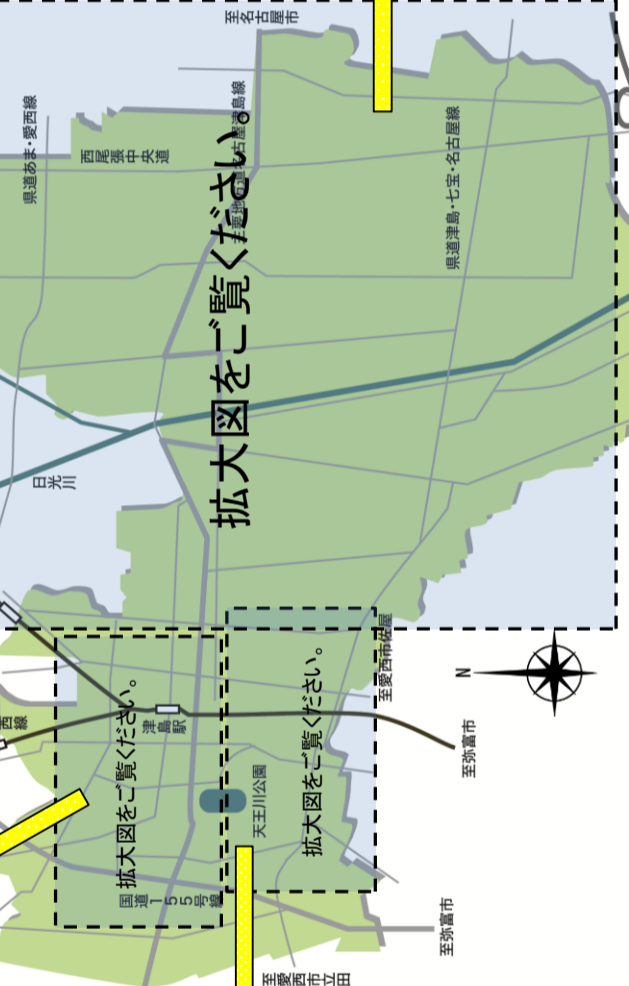 至名古屋市
県道あま・愛西線
西尾張中央道
主要地方道名古屋津島線
拡大図をご覧ください。
県道津島・七宝・名古屋線
日光川
至愛西市佐屋
N
西線
津島駅
拡大図をご覧ください。
拡大図をご覧ください。
天王川公園
至弥富市
国道155号線
至弥富市
至愛西市立田